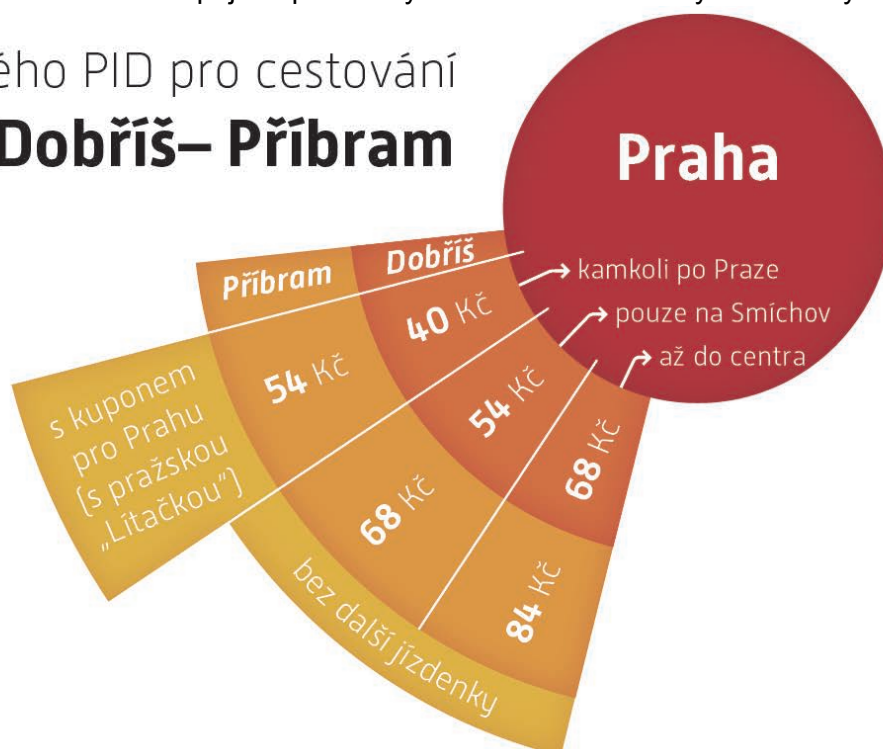 ého PID pro cestování
Dobříš– Příbram
Praha
kamkoli po Praze
pouze na Smíchov
až do centra
Příbram
Dobříš
40 Kč
54 Kč
54 Kč
68 Kč
68 Kč
84 Kč
s kuponem
pro Prahu
(s pražskou
„Lítačkou“)
bez další jízdenky